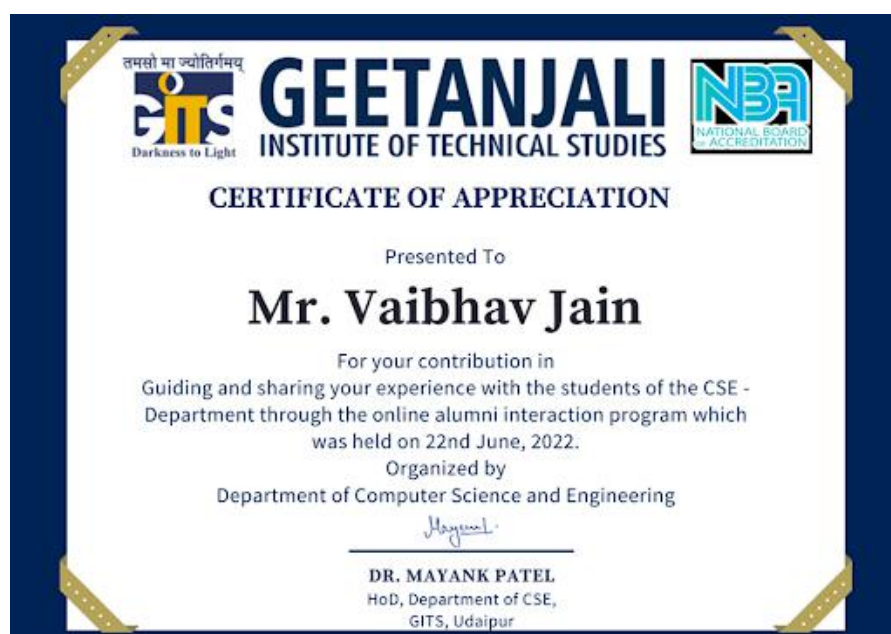 तमसो मा ज्योतिर्गमय्
GITS
Darkness to Light
GEETANJALI
INSTITUTE OF TECHNICAL STUDIES
NBA
NATIONAL BOARD
OF ACCREDITATION
CERTIFICATE OF APPRECIATION
Presented To
Mr. Vaibhav Jain
For your contribution in
Guiding and sharing your experience with the students of the CSE -
Department through the online alumni interaction program which
was held on 22nd June, 2022.
Organized by
Department of Computer Science and Engineering
DR. MAYANK PATEL
HoD, Department of CSE,
GITS, Udaipur